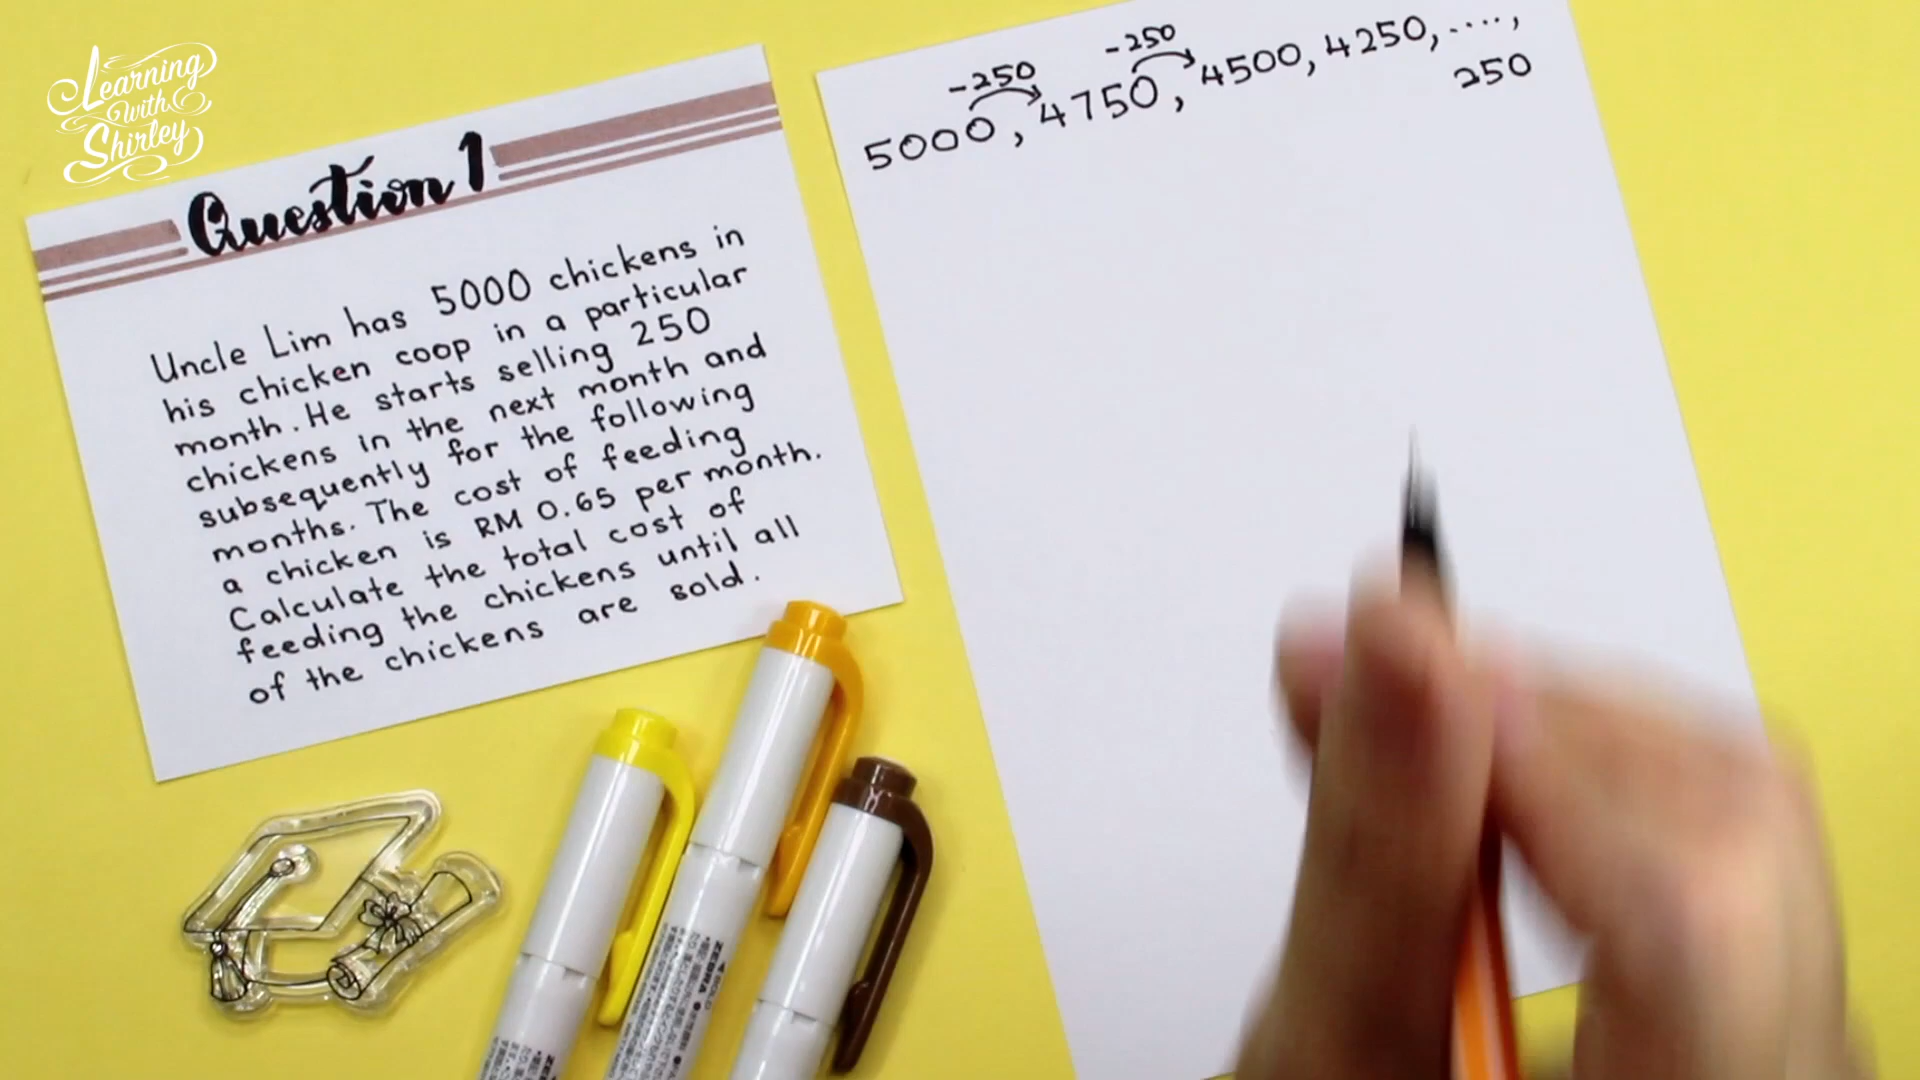 Learning
With
Shirley
Question 1
Uncle Lim has 5000 chickens in
his chicken coop in a particular
month. He starts selling 250
chickens in the next month and
subsequently for the following
months. The cost of feeding
a chicken is RM 0.65 per month.
Calculate the total cost of
feeding the chickens until all
of the chickens are sold.
-250 -250
5000, 4750, 4500, 4250, ....,
250